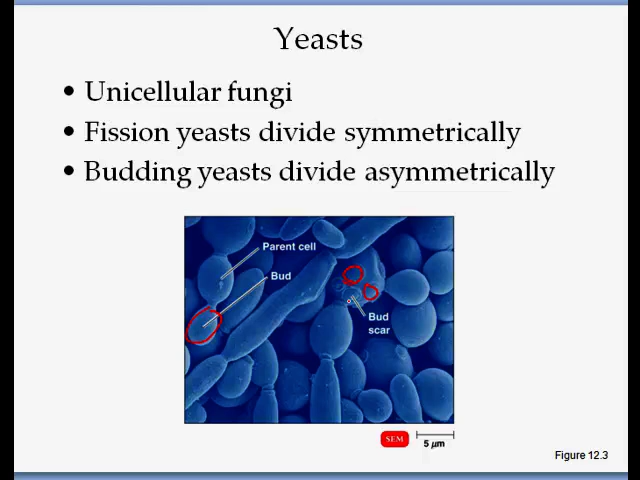 Yeasts
• Unicellular fungi
• Fission yeasts divide symmetrically
• Budding yeasts divide asymmetrically
Parent cell
Bud
Bud
scar
SEM
5 µm
Figure 12.3